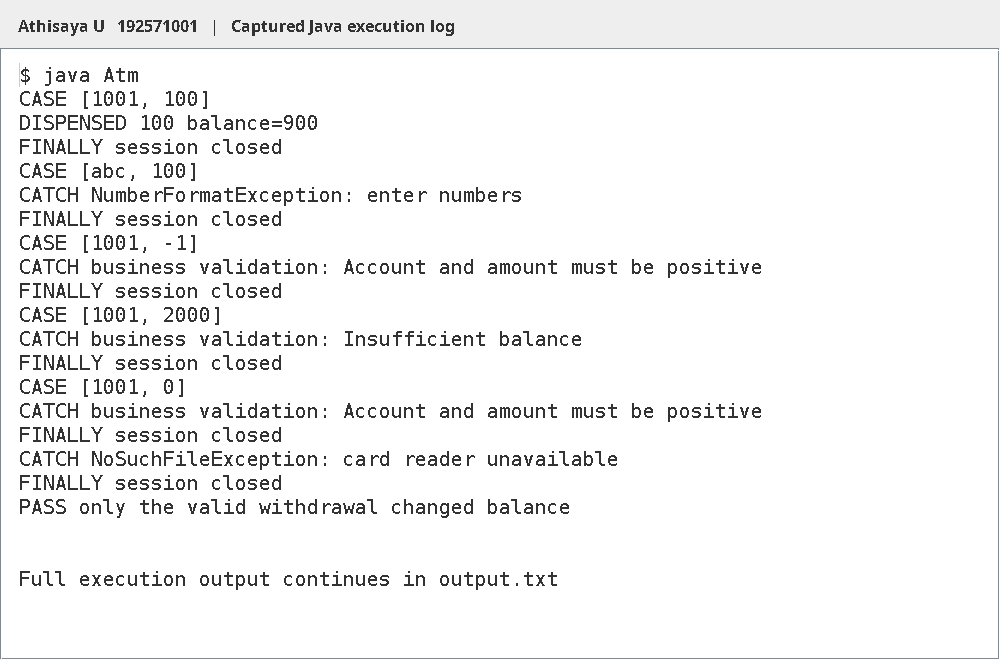 Athisaya U 192571001 | Captured Java execution log
$ java Atm
CASE [1001, 100]
DISPENSED 100 balance=900
FINALLY session closed
CASE [abc, 100]
CATCH NumberFormatException: enter numbers
FINALLY session closed
CASE [1001, -1]
CATCH business validation: Account and amount must be positive
FINALLY session closed
CASE [1001, 2000]
CATCH business validation: Insufficient balance
FINALLY session closed
CASE [1001, 0]
CATCH business validation: Account and amount must be positive
FINALLY session closed
CATCH NoSuchFileException: card reader unavailable
FINALLY session closed
PASS only the valid withdrawal changed balance
Full execution output continues in output.txt